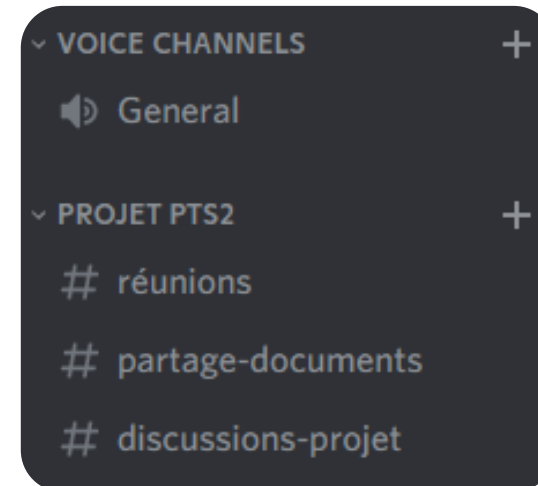 VOICE CHANNELS
General
PROJET PTS2
# réunions
# partage-documents
# discussions-projet